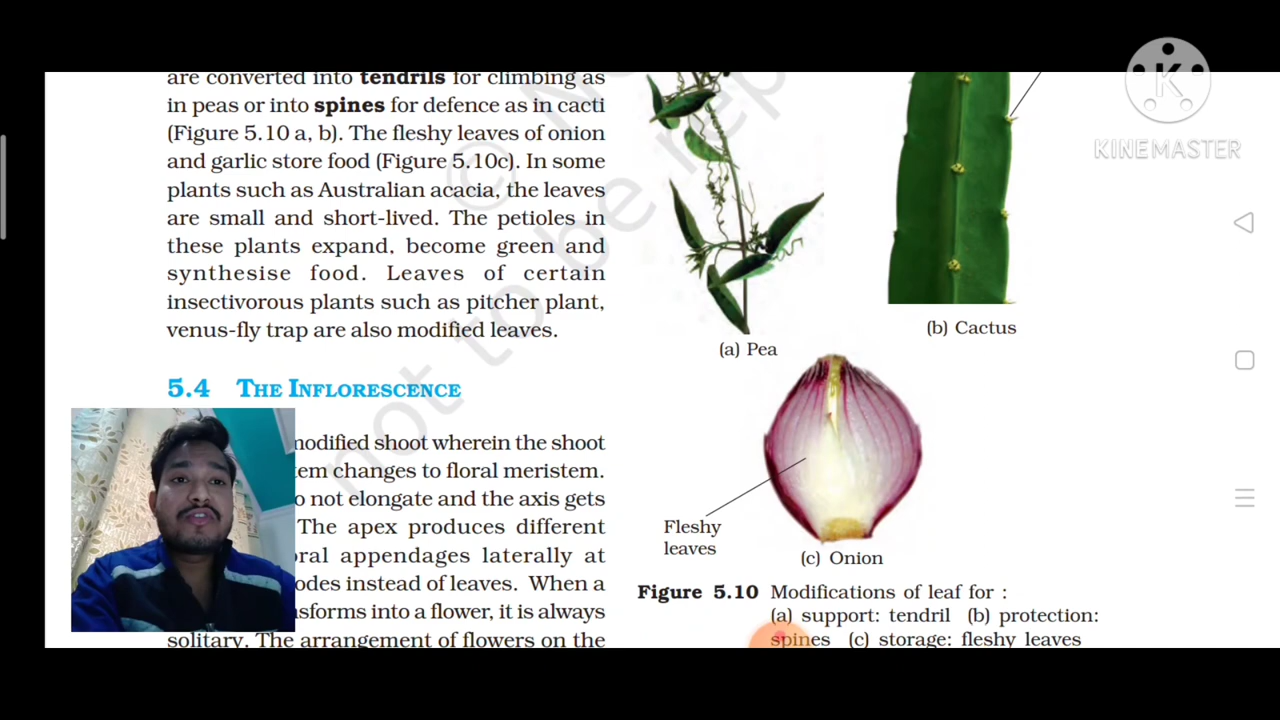 are converted into tendrils for climbing as
in peas or into spines for defence as in cacti
(Figure 5.10 a, b). The fleshy leaves of onion
and garlic store food (Figure 5.10c). In some
plants such as Australian acacia, the leaves
are small and short-lived. The petioles in
these plants expand, become green and
synthesise food. Leaves of certain
insectivorous plants such as pitcher plant,
venus-fly trap are also modified leaves.
5.4 THE INFLORESCENCE
modified shoot wherein the shoot
changes to floral meristem.
not elongate and the axis gets
The apex produces different
appendages laterally at
instead of leaves. When a
into a flower, it is always
solitary. The arrangement of flowers on the
(a) Pea
(b) Cactus
Fleshy
leaves
(c) Onion
Figure 5.10 Modifications of leaf for :
(a) support: tendril (b) protection:
spines (c) storage: fleshy leaves
K
KINEMASTER
©
not to be rep